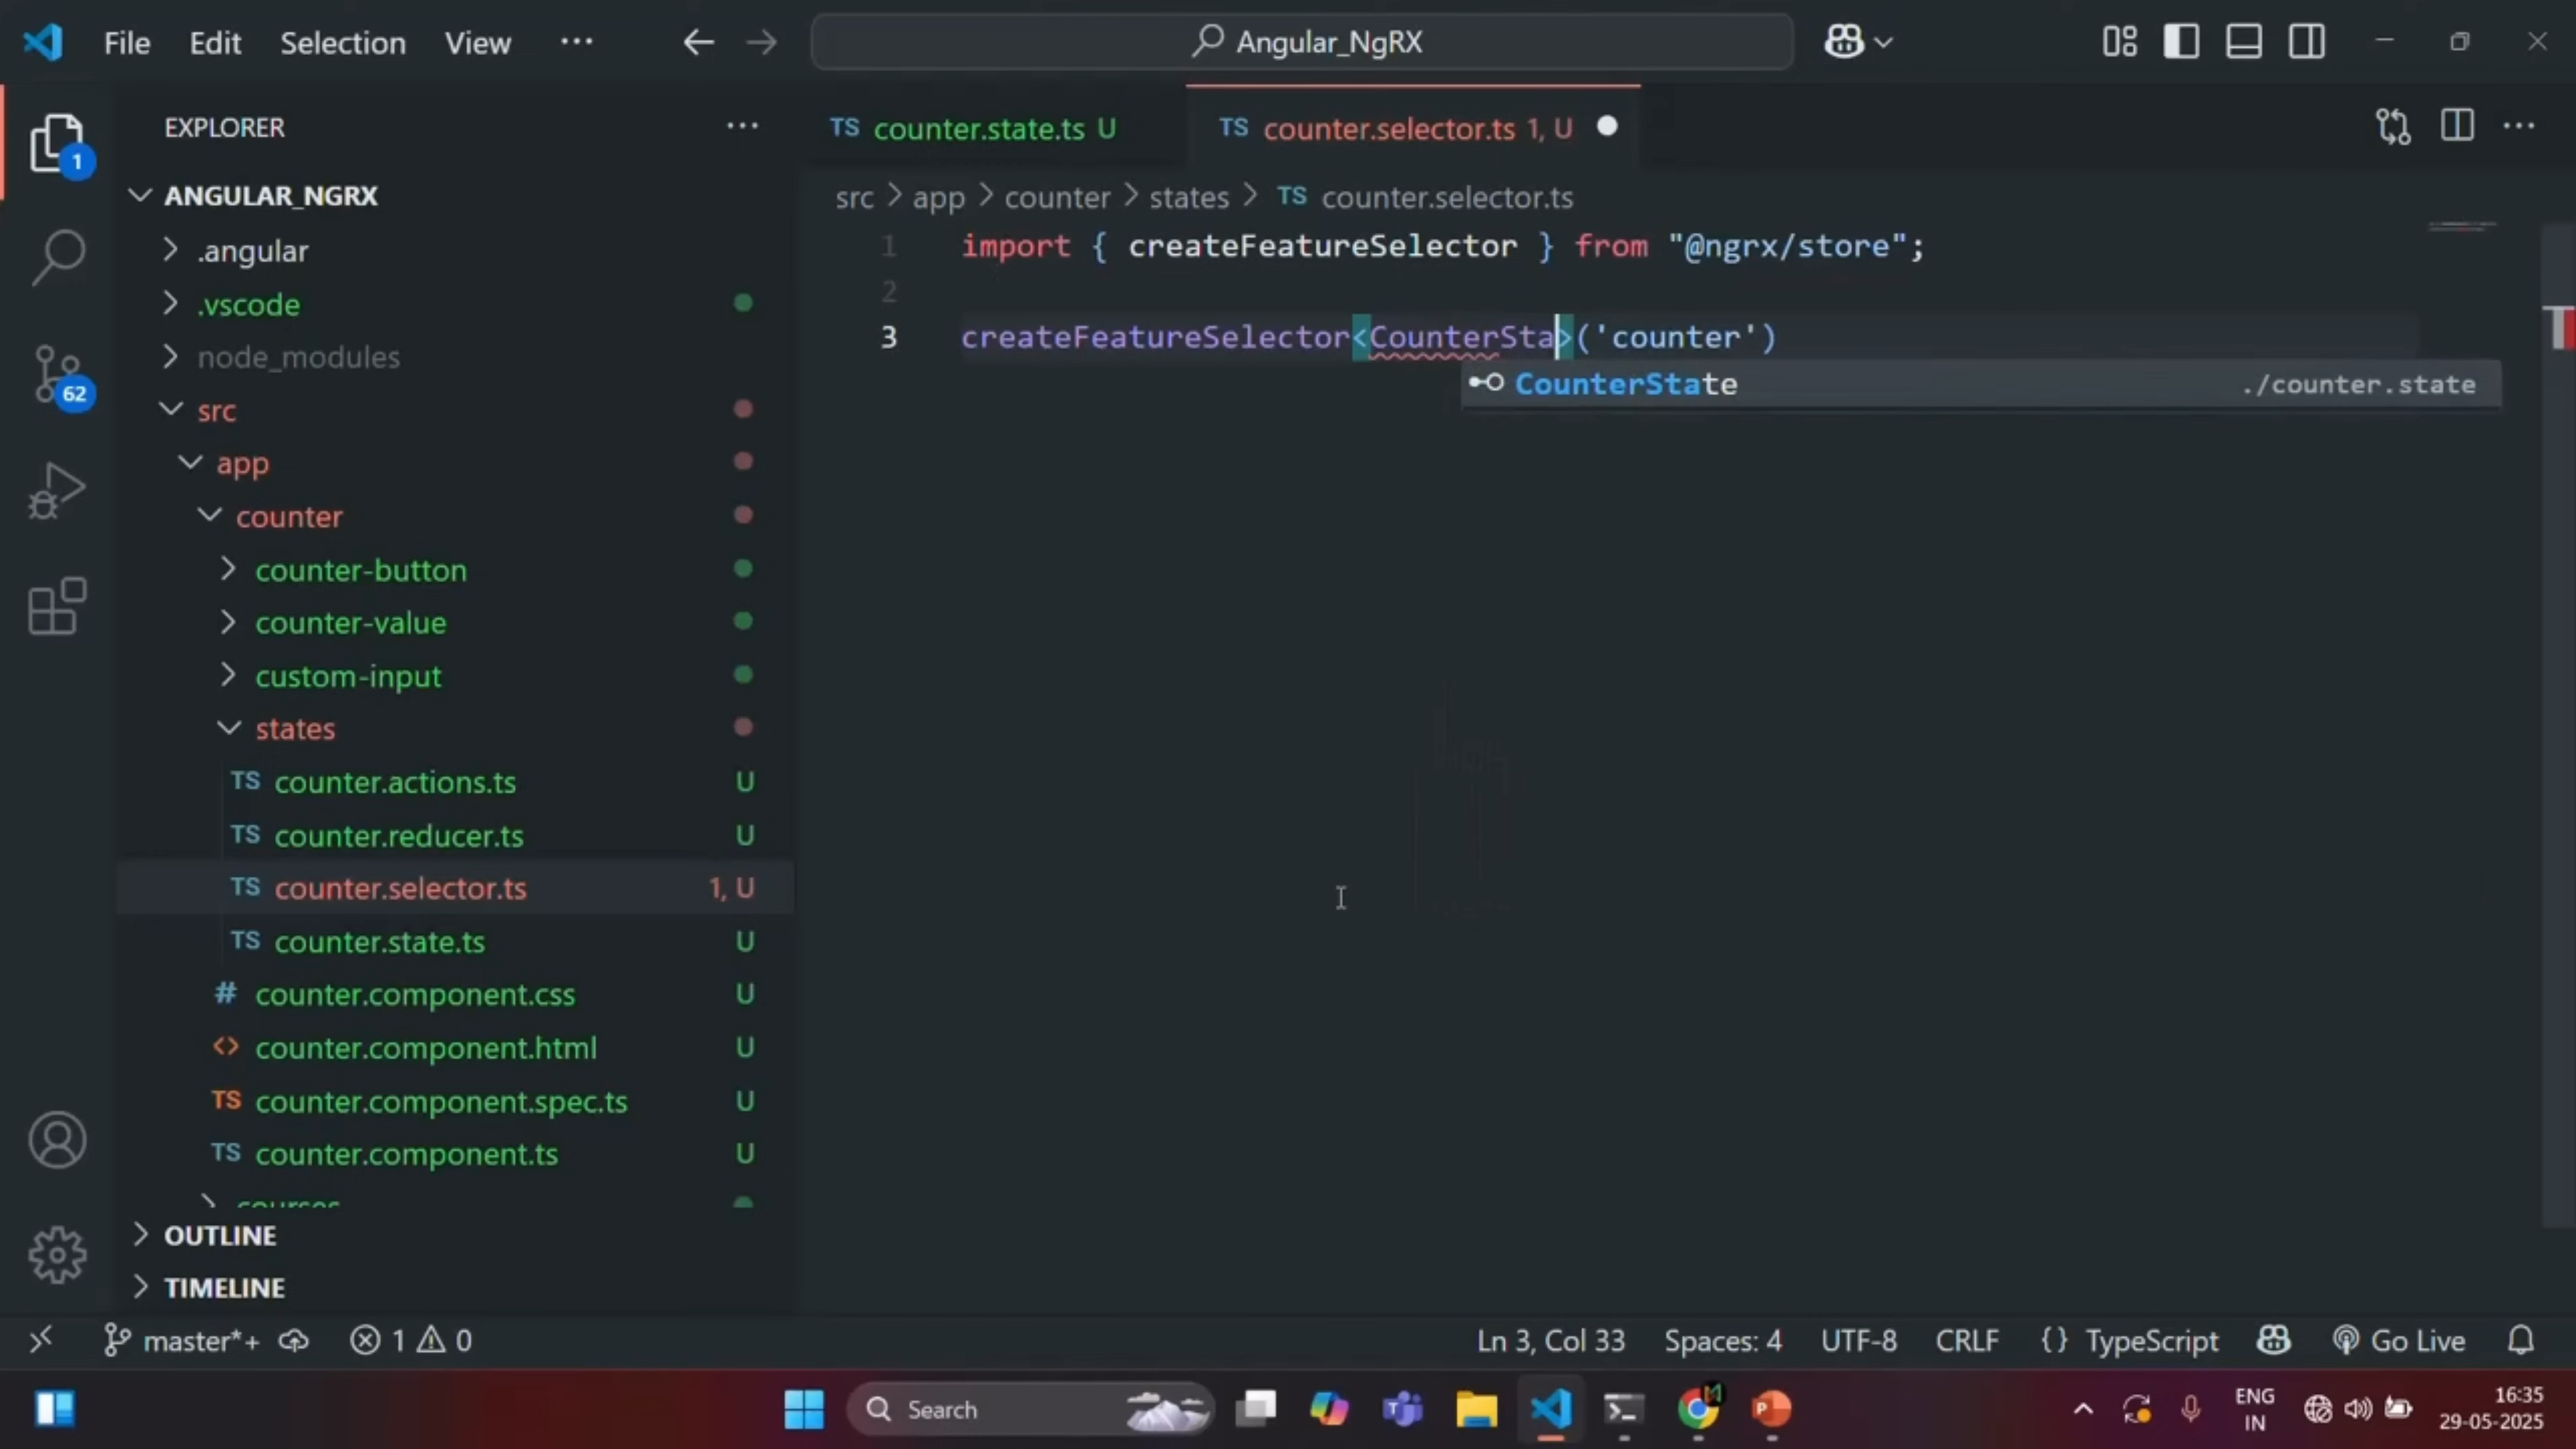 File Edit Selection View ··· Angular_NgRX
EXPLORER ···
1
62
ANGULAR_NGRX
.angular
.vscode
node_modules
src
app
counter
counter-button
counter-value
custom-input
states
TS counter.actions.ts U
TS counter.reducer.ts U
TS counter.selector.ts 1, U
TS counter.state.ts U
# counter.component.css U
<> counter.component.html U
TS counter.component.spec.ts U
TS counter.component.ts U
courses
OUTLINE
TIMELINE
TS counter.state.ts U TS counter.selector.ts 1, U
src > app > counter > states > TS counter.selector.ts
1 import { createFeatureSelector } from "@ngrx/store";
2
3 createFeatureSelector<CounterSta>('counter')
CounterState ./counter.state
master*+ 1 0 Ln 3, Col 33 Spaces: 4 UTF-8 CRLF {} TypeScript Go Live
Search
ENG
IN
16:35
29-05-2025